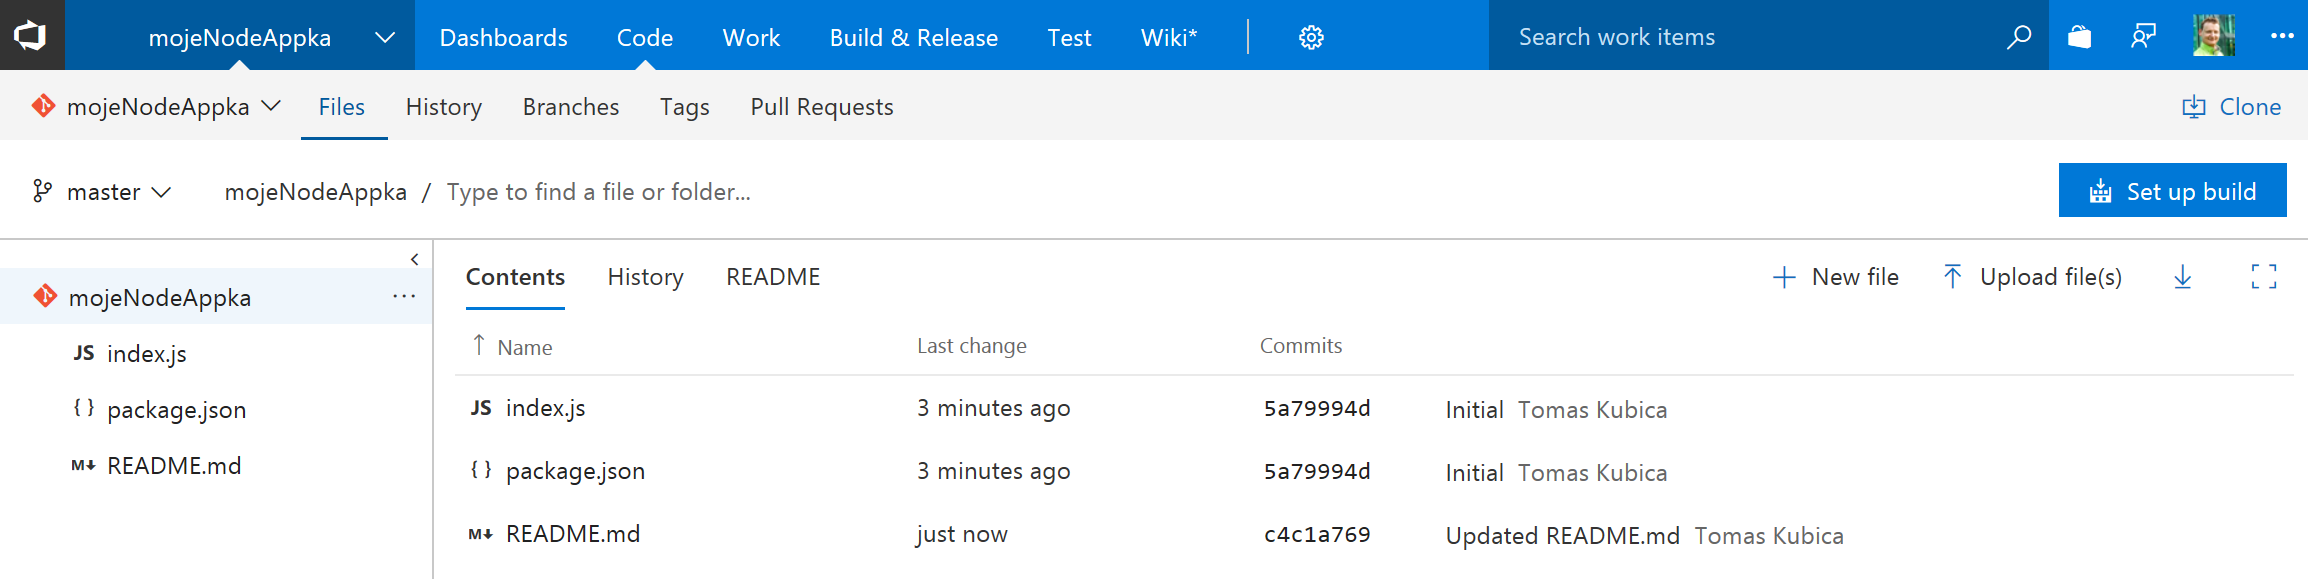 mojeNodeAppka Dashboards Code Work Build & Release Test Wiki* Search work items
mojeNodeAppka Files History Branches Tags Pull Requests Clone
master mojeNodeAppka / Type to find a file or folder... Set up build
mojeNodeAppka
JS index.js
{ } package.json
M README.md
Contents History README New file Upload file(s)
Name Last change Commits
JS index.js 3 minutes ago 5a79994d Initial Tomas Kubica
{ } package.json 3 minutes ago 5a79994d Initial Tomas Kubica
M README.md just now c4c1a769 Updated README.md Tomas Kubica